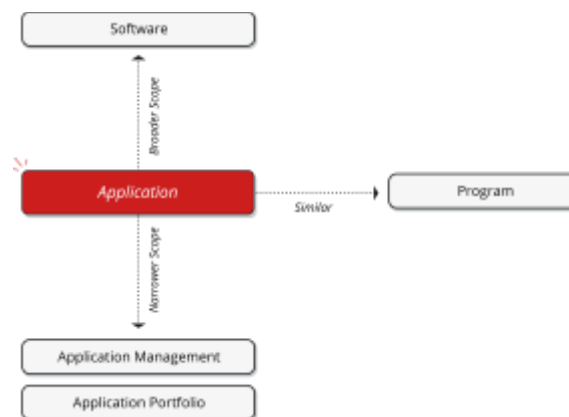 Software
Broader Scope
Application
Similar
Program
Narrower Scope
Application Management
Application Portfolio